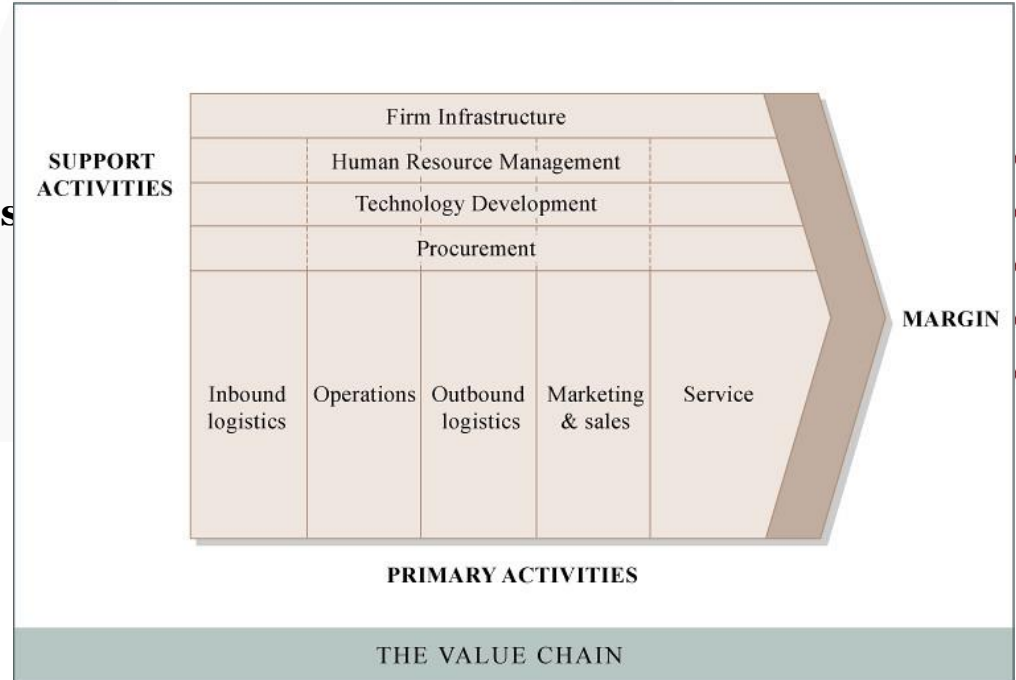 Firm Infrastructure
SUPPORT
ACTIVITIES
Human Resource Management
Technology Development
Procurement
s
MARGIN
Inbound
logistics
Operations
Outbound
logistics
Marketing
& sales
Service
PRIMARY ACTIVITIES
THE VALUE CHAIN